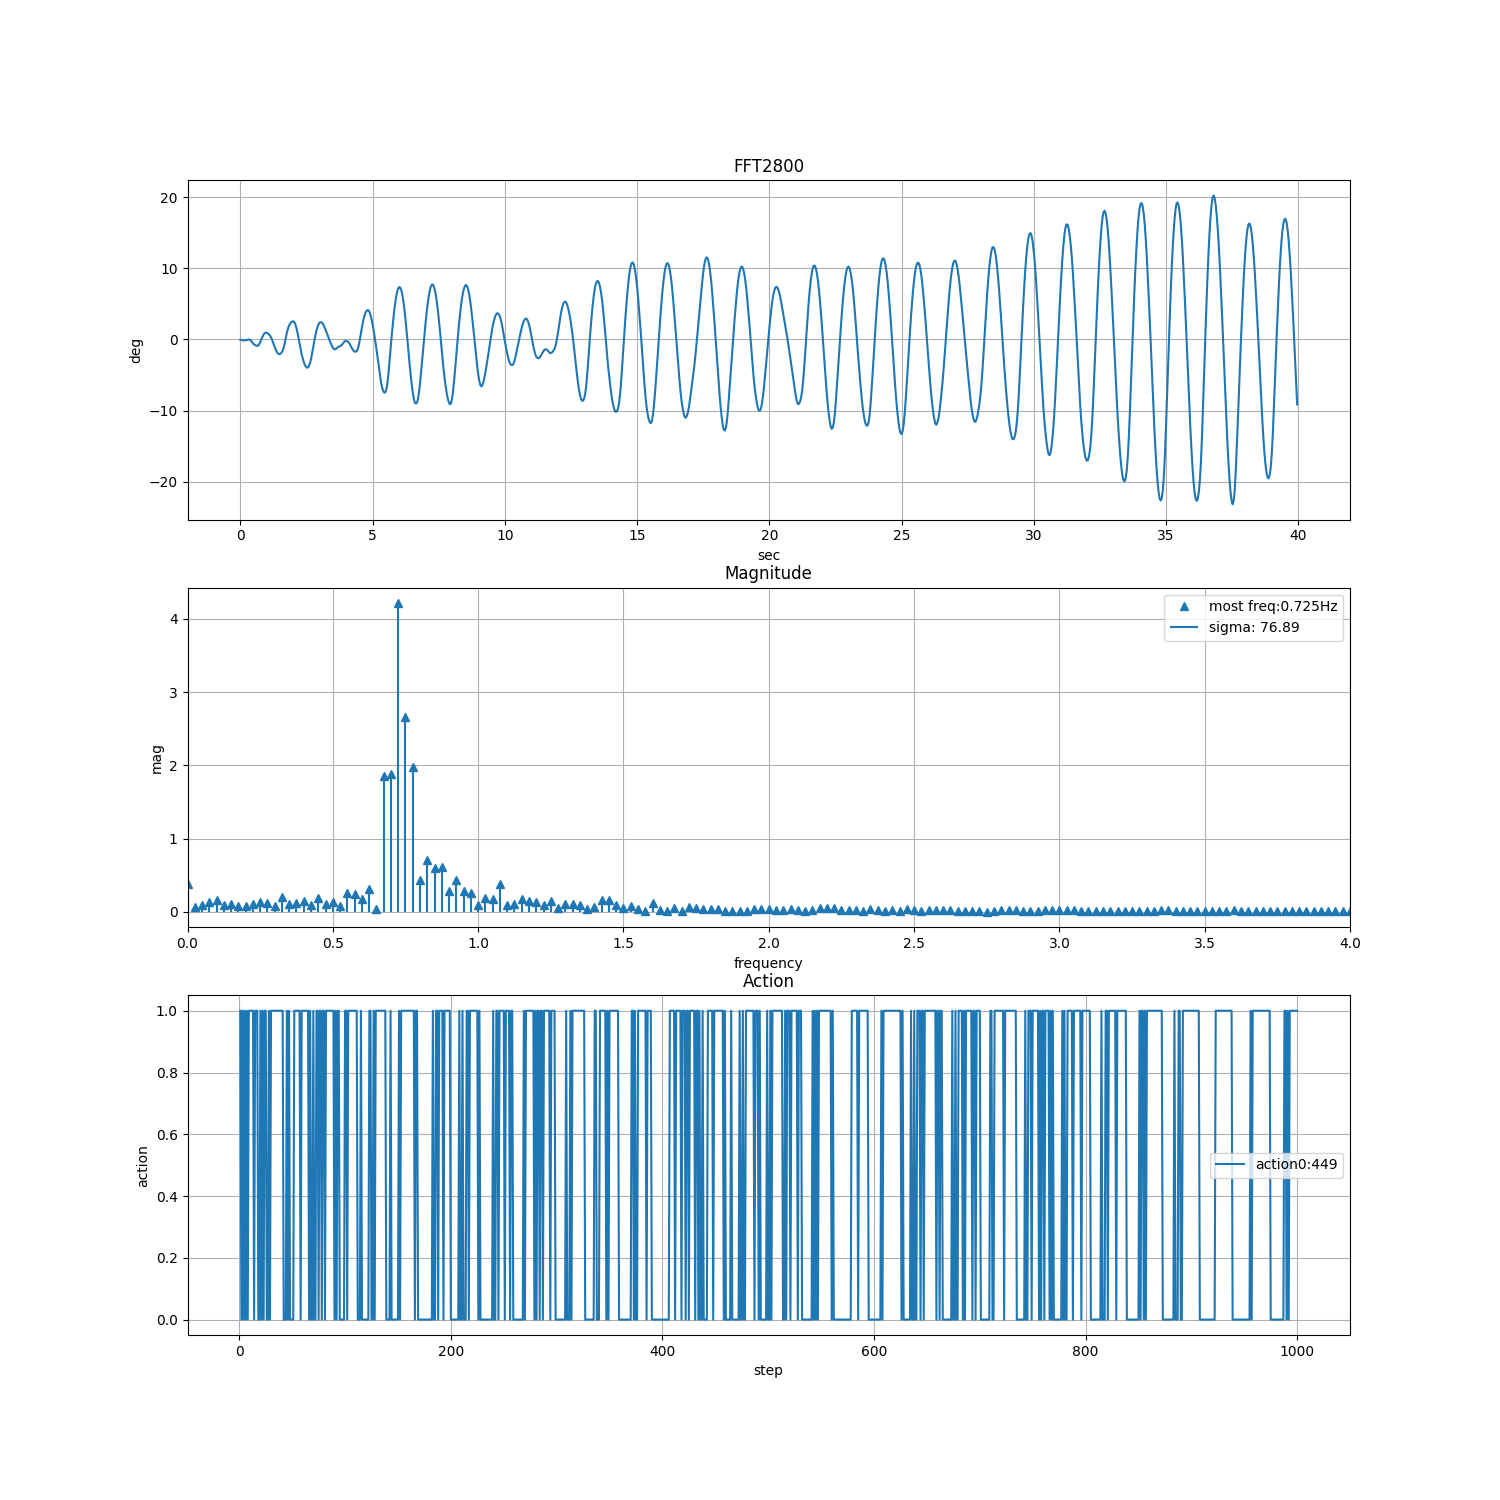 FFT2800
20
10
0
−10
−20
deg
0 5 10 15 20 25 30 35 40
sec
Magnitude
4
3
2
1
0
mag
most freq:0.725Hz
sigma: 76.89
0.0 0.5 1.0 1.5 2.0 2.5 3.0 3.5 4.0
frequency
Action
1.0
0.8
0.6
0.4
0.2
0.0
action
action0:449
0 200 400 600 800 1000
step